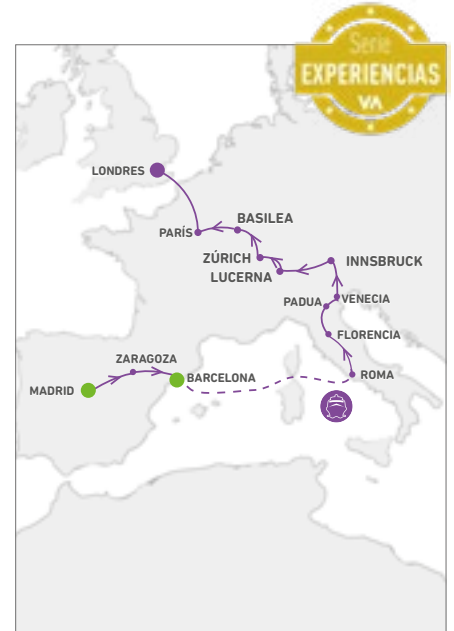 Serie
EXPERIENCIAS
VA
LONDRES
BASILEA
PARÍS
ZÚRICH
INNSBRUCK
LUCERNA
PADUA
VENECIA
FLORENCIA
ZARAGOZA
ROMA
BARCELONA
MADRID